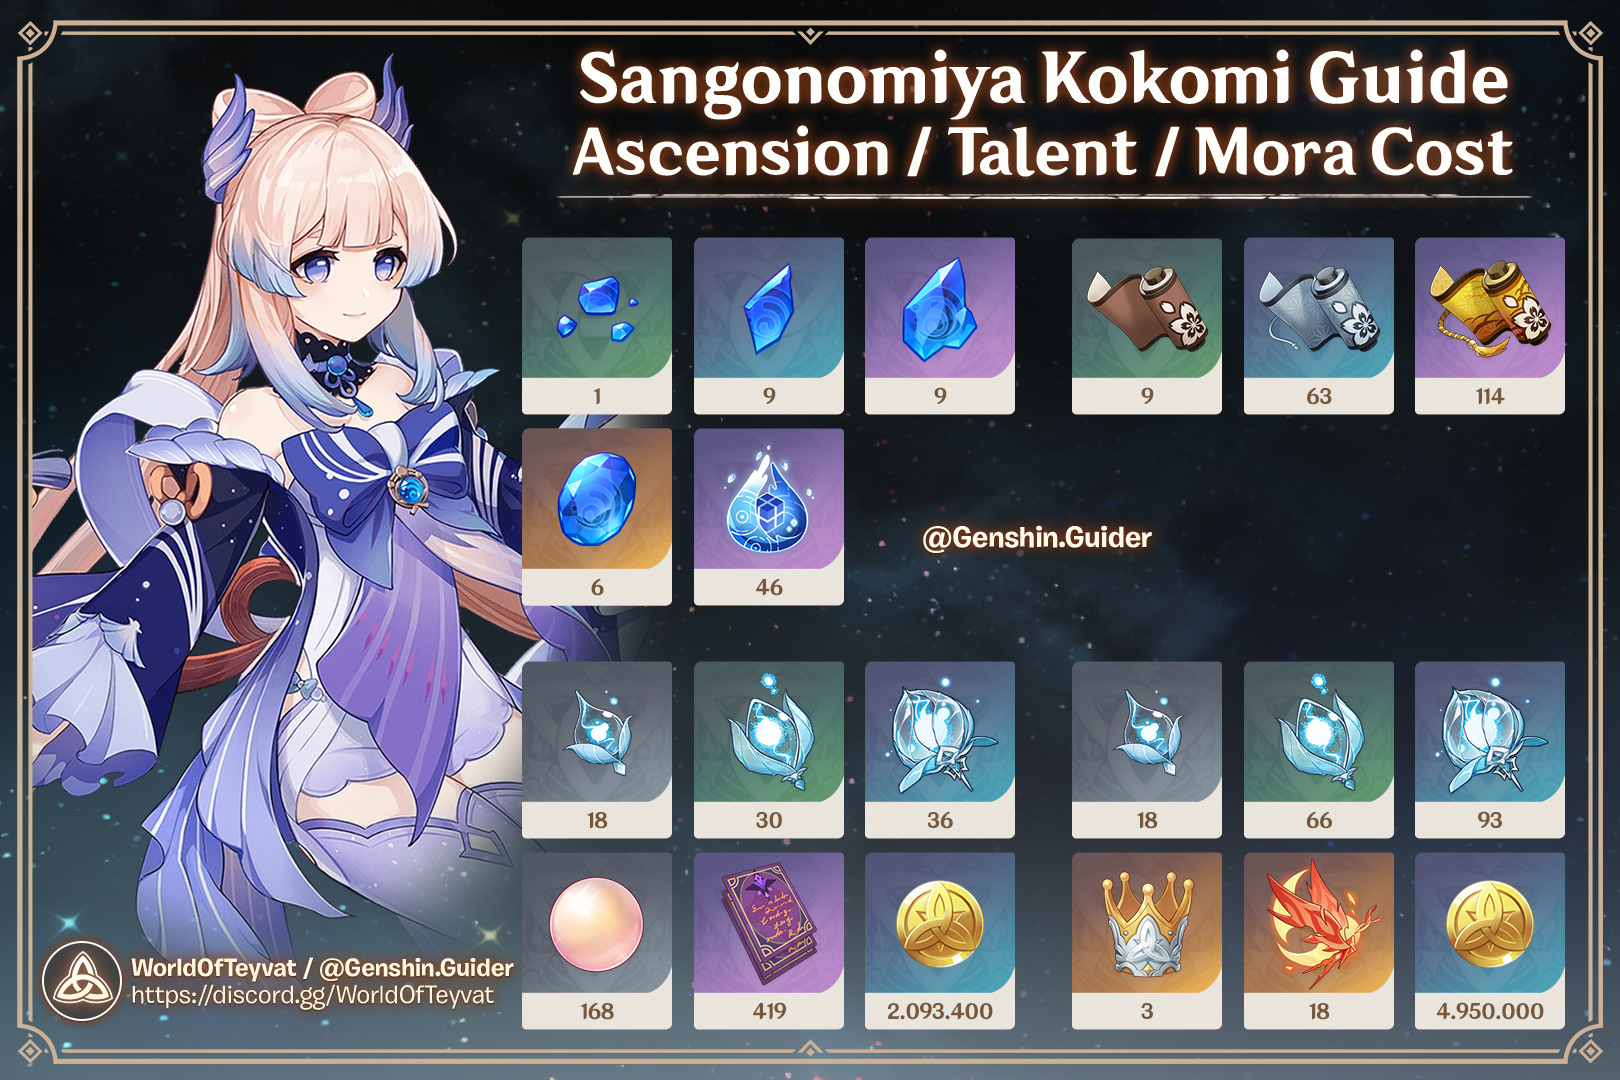 Sangonomiya Kokomi Guide
Ascension / Talent / Mora Cost
1 9 9 9 63 114
6 46
@Genshin.Guider
18 30 36 18 66 93
168 419 2.093.400 3 18 4.950.000
WorldOfTeyvat / @Genshin.Guider
https://discord.gg/WorldOfTeyvat